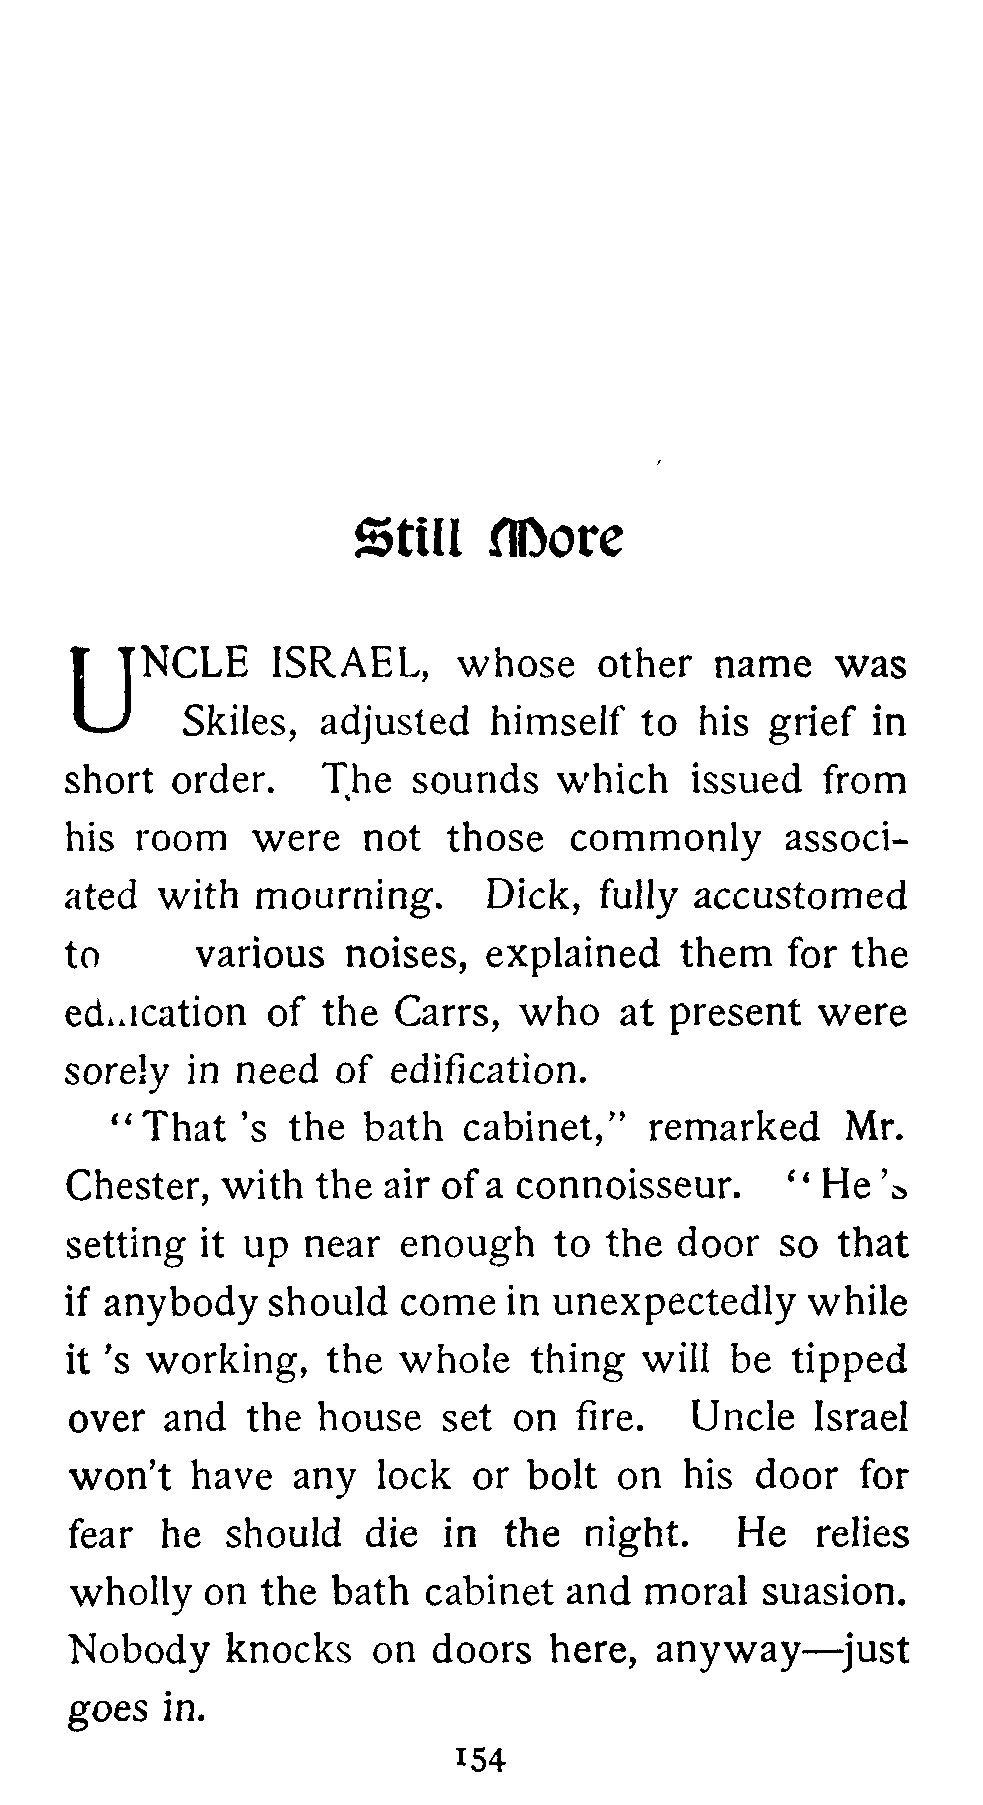 Still More
UNCLE ISRAEL, whose other name was
Skiles, adjusted himself to his grief in
short order. The sounds which issued from
his room were not those commonly associ-
ated with mourning. Dick, fully accustomed
to various noises, explained them for the
of the Carrs, who at present were
sorely in need of edification.
"That 's the bath cabinet," remarked Mr.
Chester, with the air of a connoisseur. "He 's
setting it up near enough to the door so that
if anybody should come in unexpectedly while
it 's working, the whole thing will be tipped
over and the house set on fire. Uncle Israel
won't have any lock or bolt on his door for
fear he should die in the night. He relies
wholly on the bath cabinet and moral suasion.
Nobody knocks on doors here, anyway—just
goes in.
154